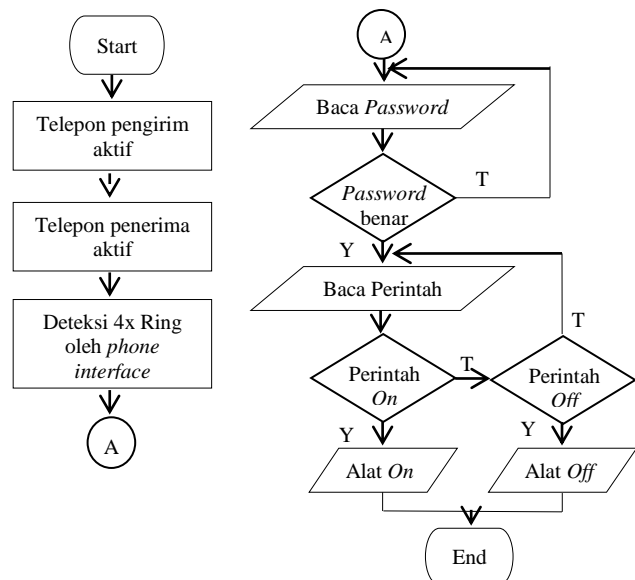 Start
Telepon pengirim
aktif
Telepon penerima
aktif
Deteksi 4x Ring
oleh phone
interface
A
A
Baca Password
Password
benar
T
Y
Baca Perintah
T
Perintah
On
T
Perintah
Off
Y
Y
Alat On
Alat Off
End